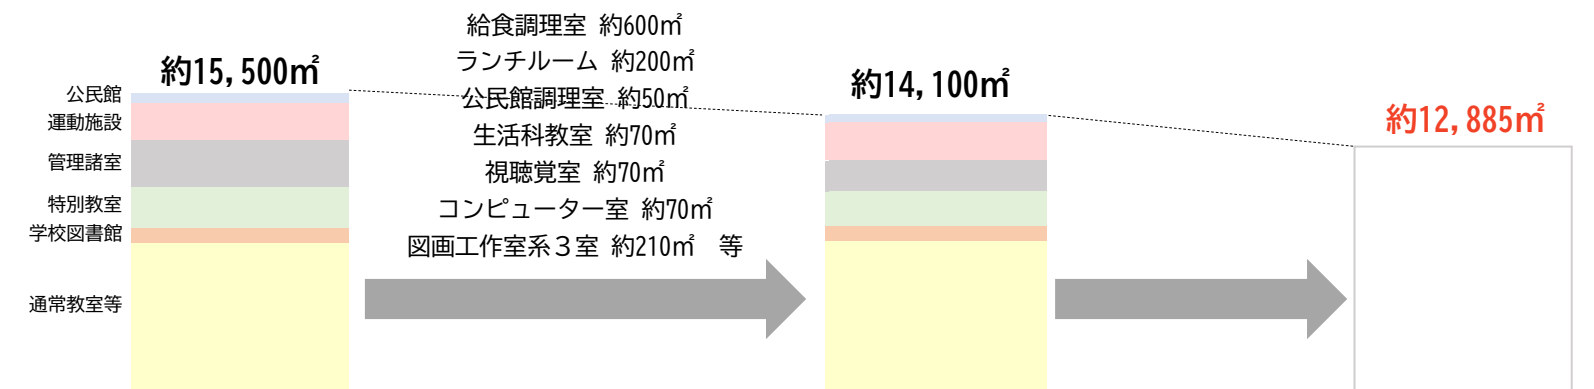 約15,500㎡
公民館
運動施設
管理諸室
特別教室
学校図書館
通常教室等
給食調理室 約600㎡
ランチルーム 約200㎡
公民館調理室 約50㎡
生活科教室 約70㎡
視聴覚室 約70㎡
コンピューター室 約70㎡
図画工作室系３室 約210㎡　等
約14,100㎡
約12,885㎡